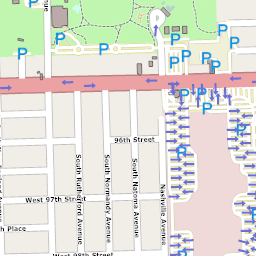 96th Street
West 97th Street
h Place
West 98th Street
South Rutherford Avenue
South Normandy Avenue
South Natoma Avenue
Nashville Avenue
P
P
P
P
P
P
P
P
P
P
P
P